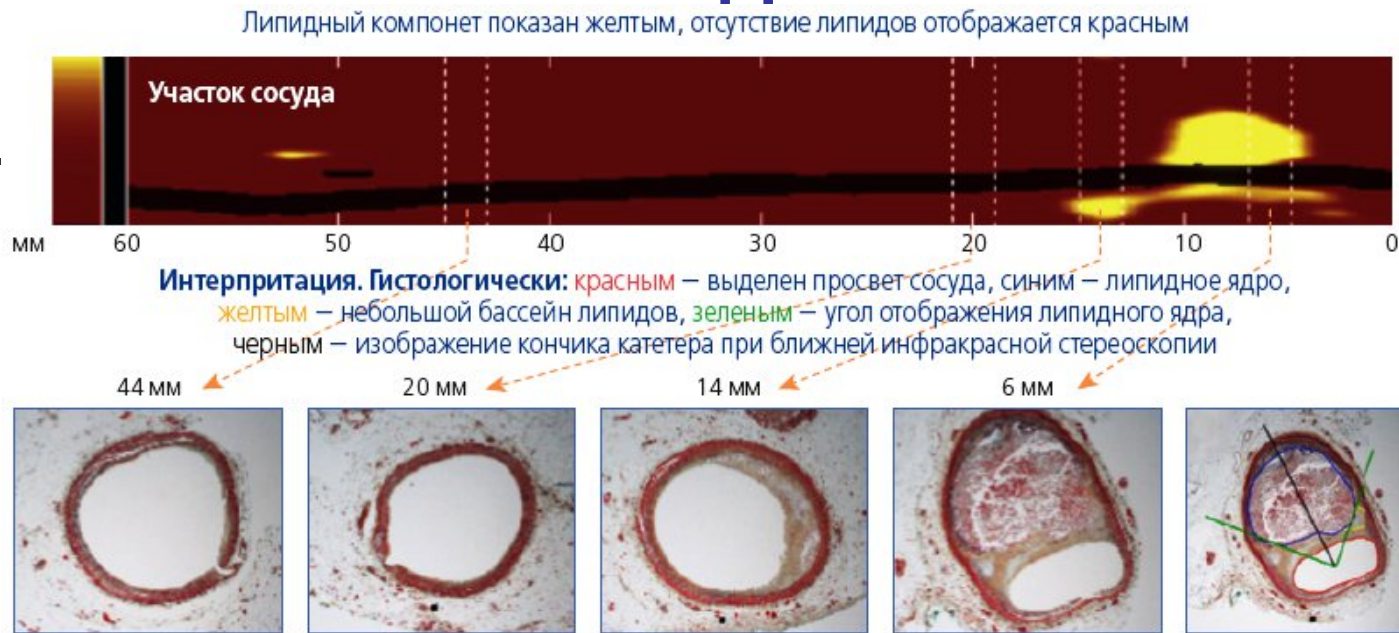 Липидный компонет показан желтым, отсутствие липидов отображается красным
Участок сосуда
мм 60 50 40 30 20 10 0
Интерпритация. Гистологически: красным – выделен просвет сосуда, синим – липидное ядро,
желтым – небольшой бассейн липидов, зеленым – угол отображения липидного ядра,
черным – изображение кончика катетера при ближней инфракрасной стереоскопии
44 мм 20 мм 14 мм 6 мм